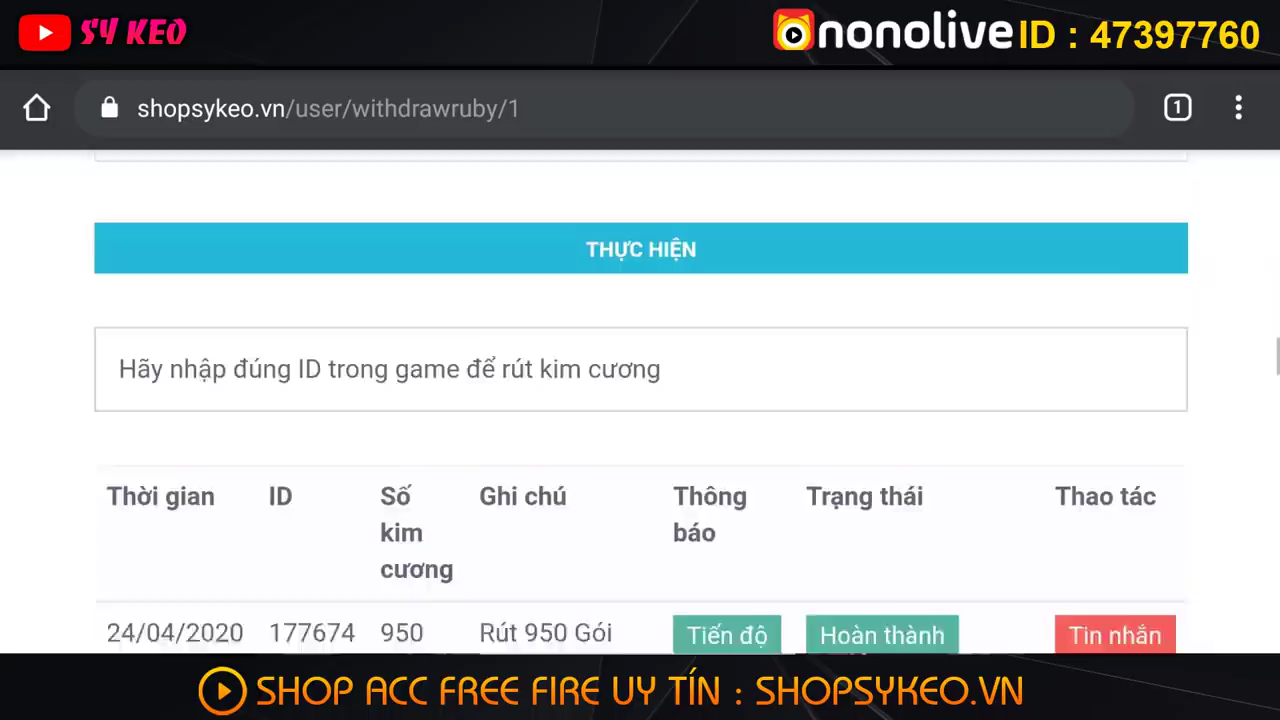 SY KEO
nonolive ID : 47397760
shopsykeo.vn/user/withdrawruby/1
1
THỰC HIỆN
Hãy nhập đúng ID trong game để rút kim cương
Thời gian ID Số kim cương Ghi chú Thông báo Trạng thái Thao tác
24/04/2020 177674 950 Rút 950 Gói Tiến độ Hoàn thành Tin nhắn
SHOP ACC FREE FIRE UY TÍN : SHOPSYKEO.VN